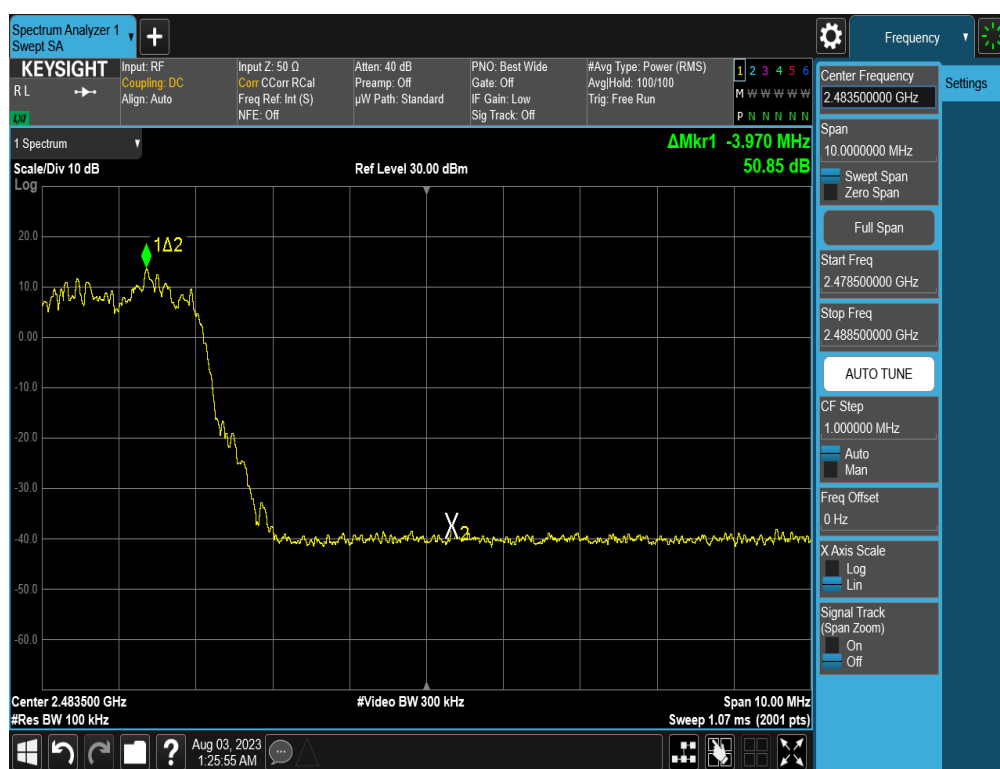 Spectrum Analyzer 1
Swept SA
Frequency
KEYSIGHT
R L
LXI
Input: RF
Coupling: DC
Align: Auto
Input Z: 50 Ω
Corr CCorr RCal
Freq Ref: Int (S)
NFE: Off
Atten: 40 dB
Preamp: Off
µW Path: Standard
PNO: Best Wide
Gate: Off
IF Gain: Low
Sig Track: Off
#Avg Type: Power (RMS)
Avg|Hold: 100/100
Trig: Free Run
1 2 3 4 5 6
M W W W W W
P N N N N N
1 Spectrum
ΔMkr1 -3.970 MHz
50.85 dB
Scale/Div 10 dB
Ref Level 30.00 dBm
Log
20.0
10.0
0.00
-10.0
-20.0
-30.0
-40.0
-50.0
-60.0
1Δ2
X2
Center 2.483500 GHz
#Video BW 300 kHz
Span 10.00 MHz
#Res BW 100 kHz
Sweep 1.07 ms (2001 pts)
Settings
Center Frequency
2.483500000 GHz
Span
10.0000000 MHz
Swept Span
Zero Span
Full Span
Start Freq
2.478500000 GHz
Stop Freq
2.488500000 GHz
AUTO TUNE
CF Step
1.000000 MHz
Auto
Man
Freq Offset
0 Hz
X Axis Scale
Log
Lin
Signal Track
(Span Zoom)
On
Off
?
Aug 03, 2023
1:25:55 AM